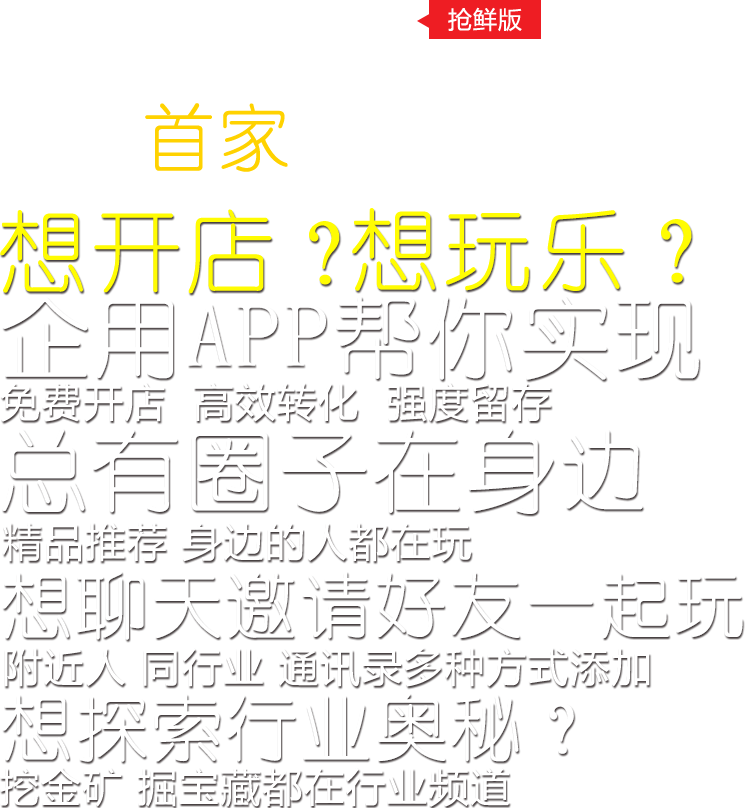 抢鲜版
首家
想开店？想玩乐？
企用APP帮你实现
免费开店 高效转化 强度留存
总有圈子在身边
精品推荐 身边的人都在玩
想聊天邀请好友一起玩
附近人 同行业 通讯录多种方式添加
想探索行业奥秘？
挖金矿 掘宝藏都在行业频道